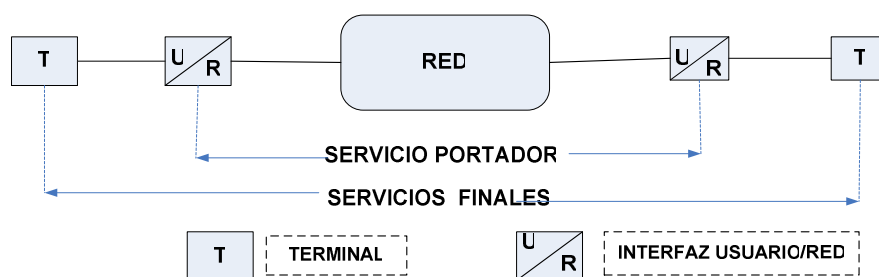 T
U
R
RED
U
R
T
SERVICIO PORTADOR
SERVICIOS FINALES
T
TERMINAL
U
R
INTERFAZ USUARIO/RED